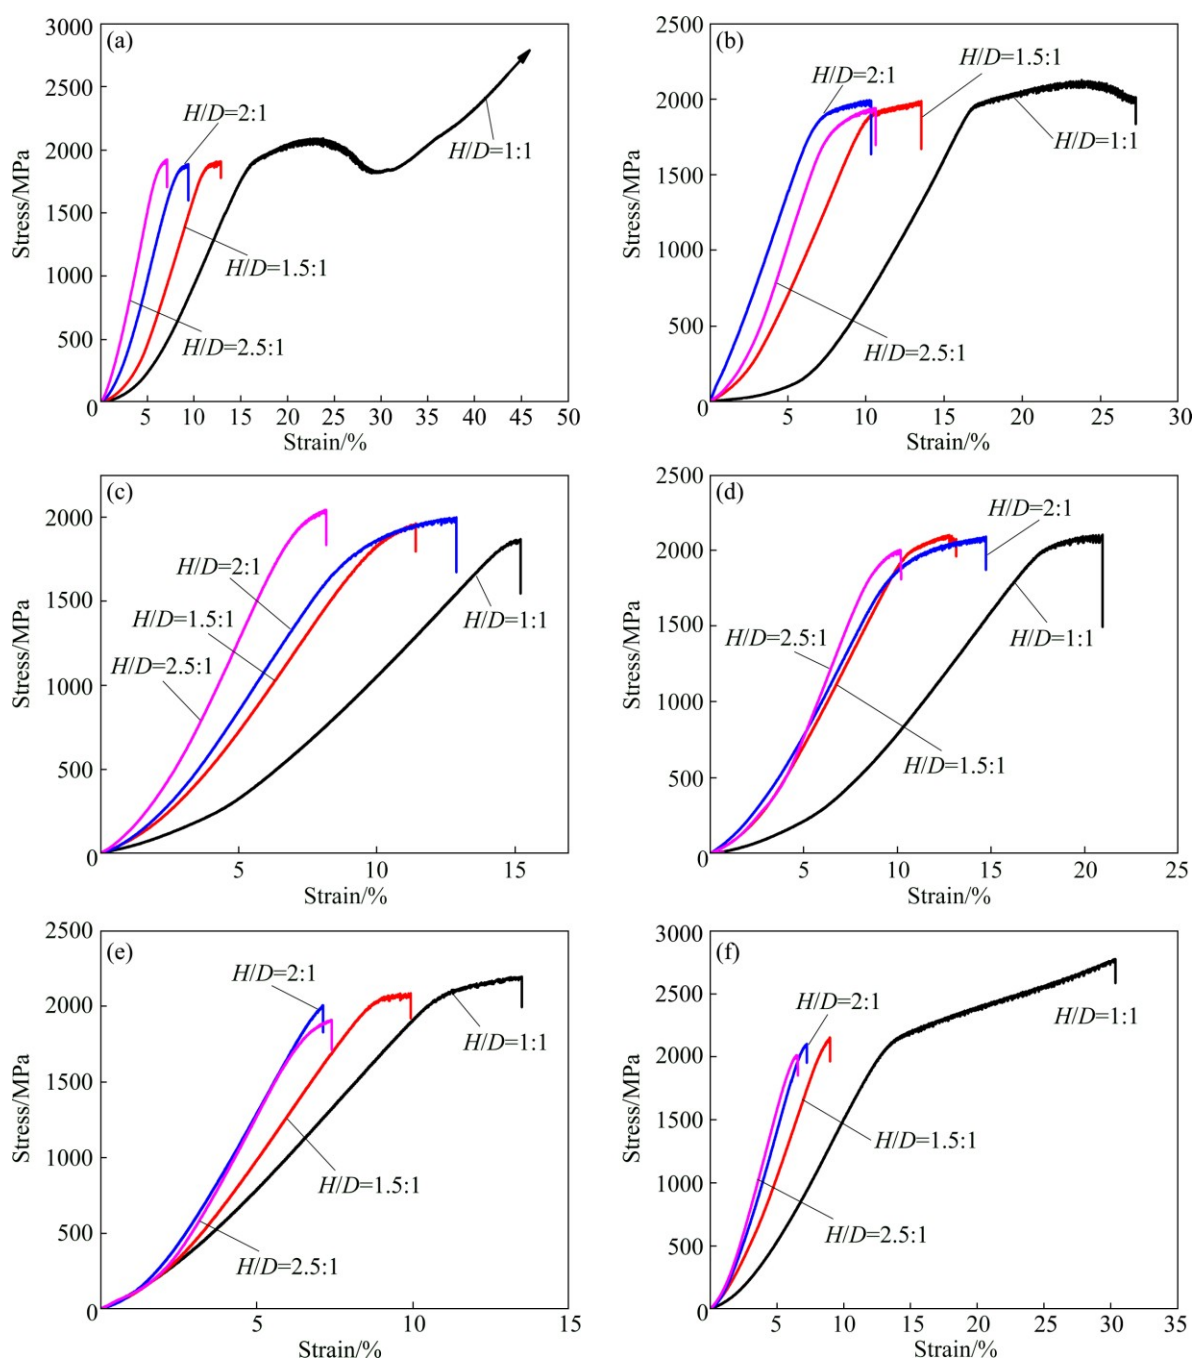 (a)
3000
2500
2000
1500
1000
500
0
Stress/MPa
H/D=2:1
H/D=1:1
H/D=1.5:1
H/D=2.5:1
5 10 15 20 25 30 35 40 45 50
Strain/%
(b)
2500
2000
1500
1000
500
0
Stress/MPa
H/D=1.5:1
H/D=2:1
H/D=1:1
H/D=2.5:1
5 10 15 20 25 30
Strain/%
(c)
2000
1500
1000
500
0
Stress/MPa
H/D=2:1
H/D=1.5:1
H/D=1:1
H/D=2.5:1
5 10 15
Strain/%
(d)
2500
2000
1500
1000
500
0
Stress/MPa
H/D=2:1
H/D=2.5:1
H/D=1:1
H/D=1.5:1
5 10 15 20 25
Strain/%
(e)
2500
2000
1500
1000
500
0
Stress/MPa
H/D=2:1
H/D=1:1
H/D=1.5:1
H/D=2.5:1
5 10 15
Strain/%
(f)
3000
2500
2000
1500
1000
500
0
Stress/MPa
H/D=2:1
H/D=1:1
H/D=1.5:1
H/D=2.5:1
5 10 15 20 25 30 35
Strain/%